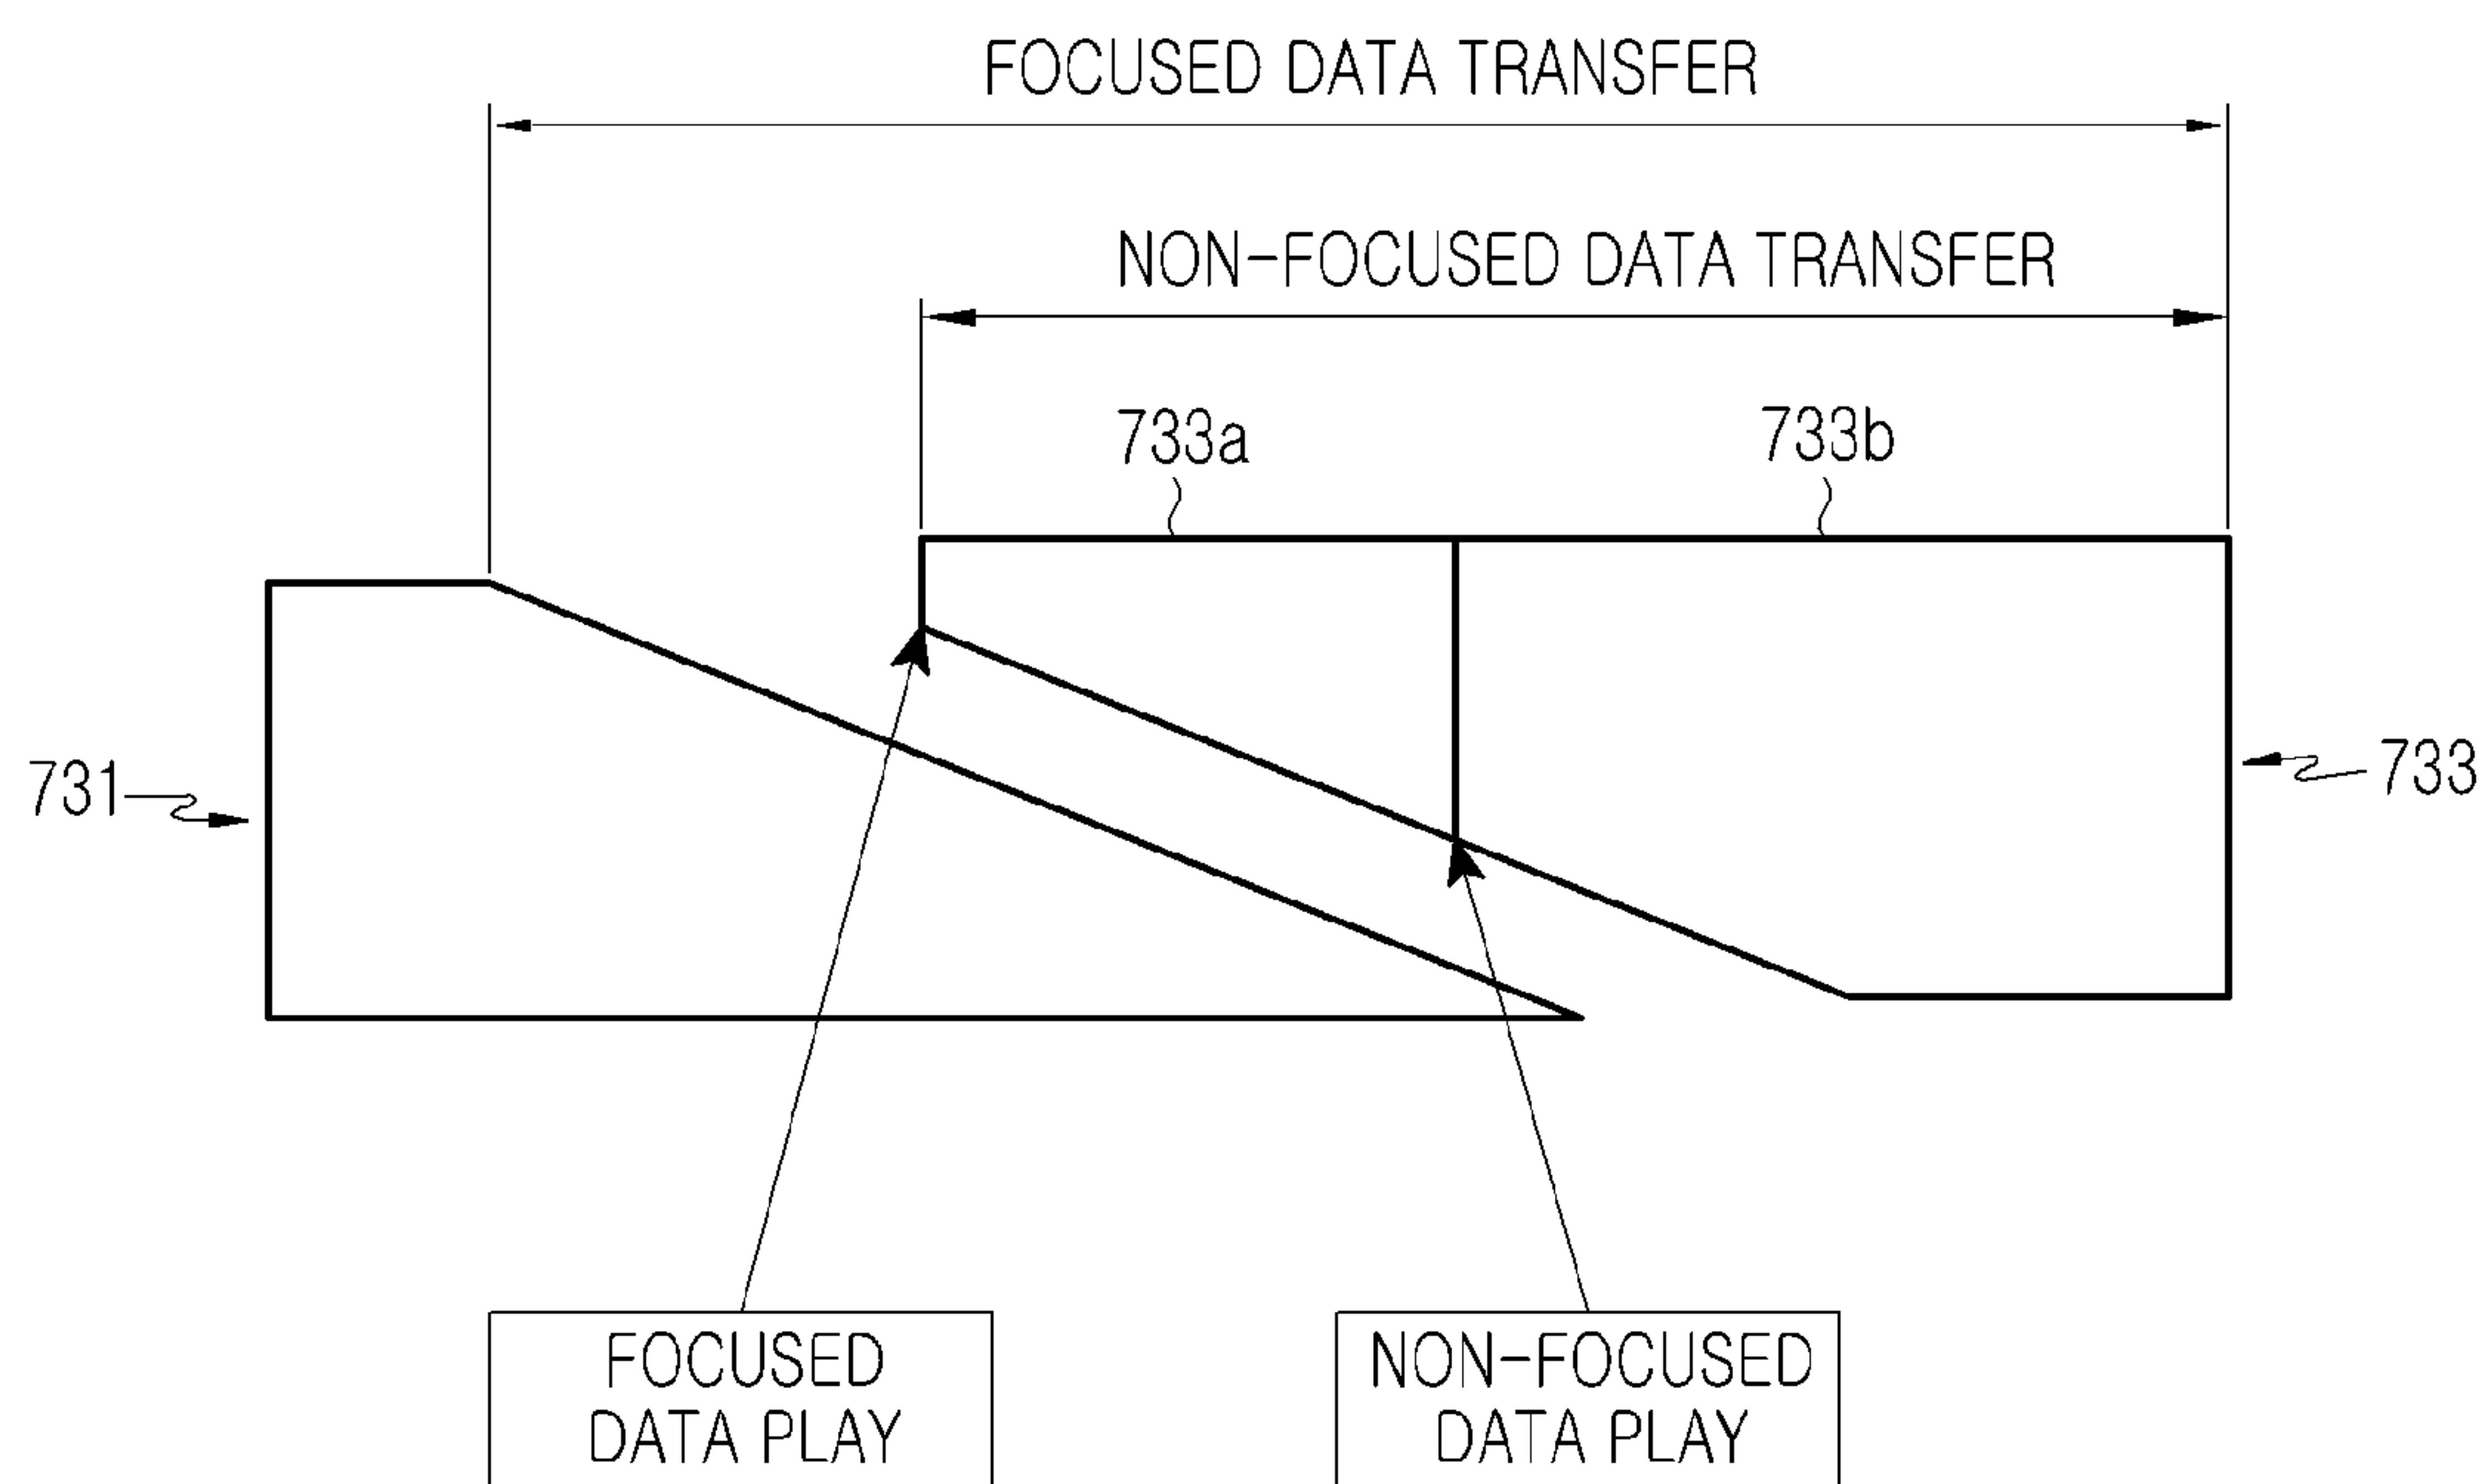 FOCUSED DATA TRANSFER
NON-FOCUSED DATA TRANSFER
733a
733b
731
733
FOCUSED
DATA PLAY
NON-FOCUSED
DATA PLAY